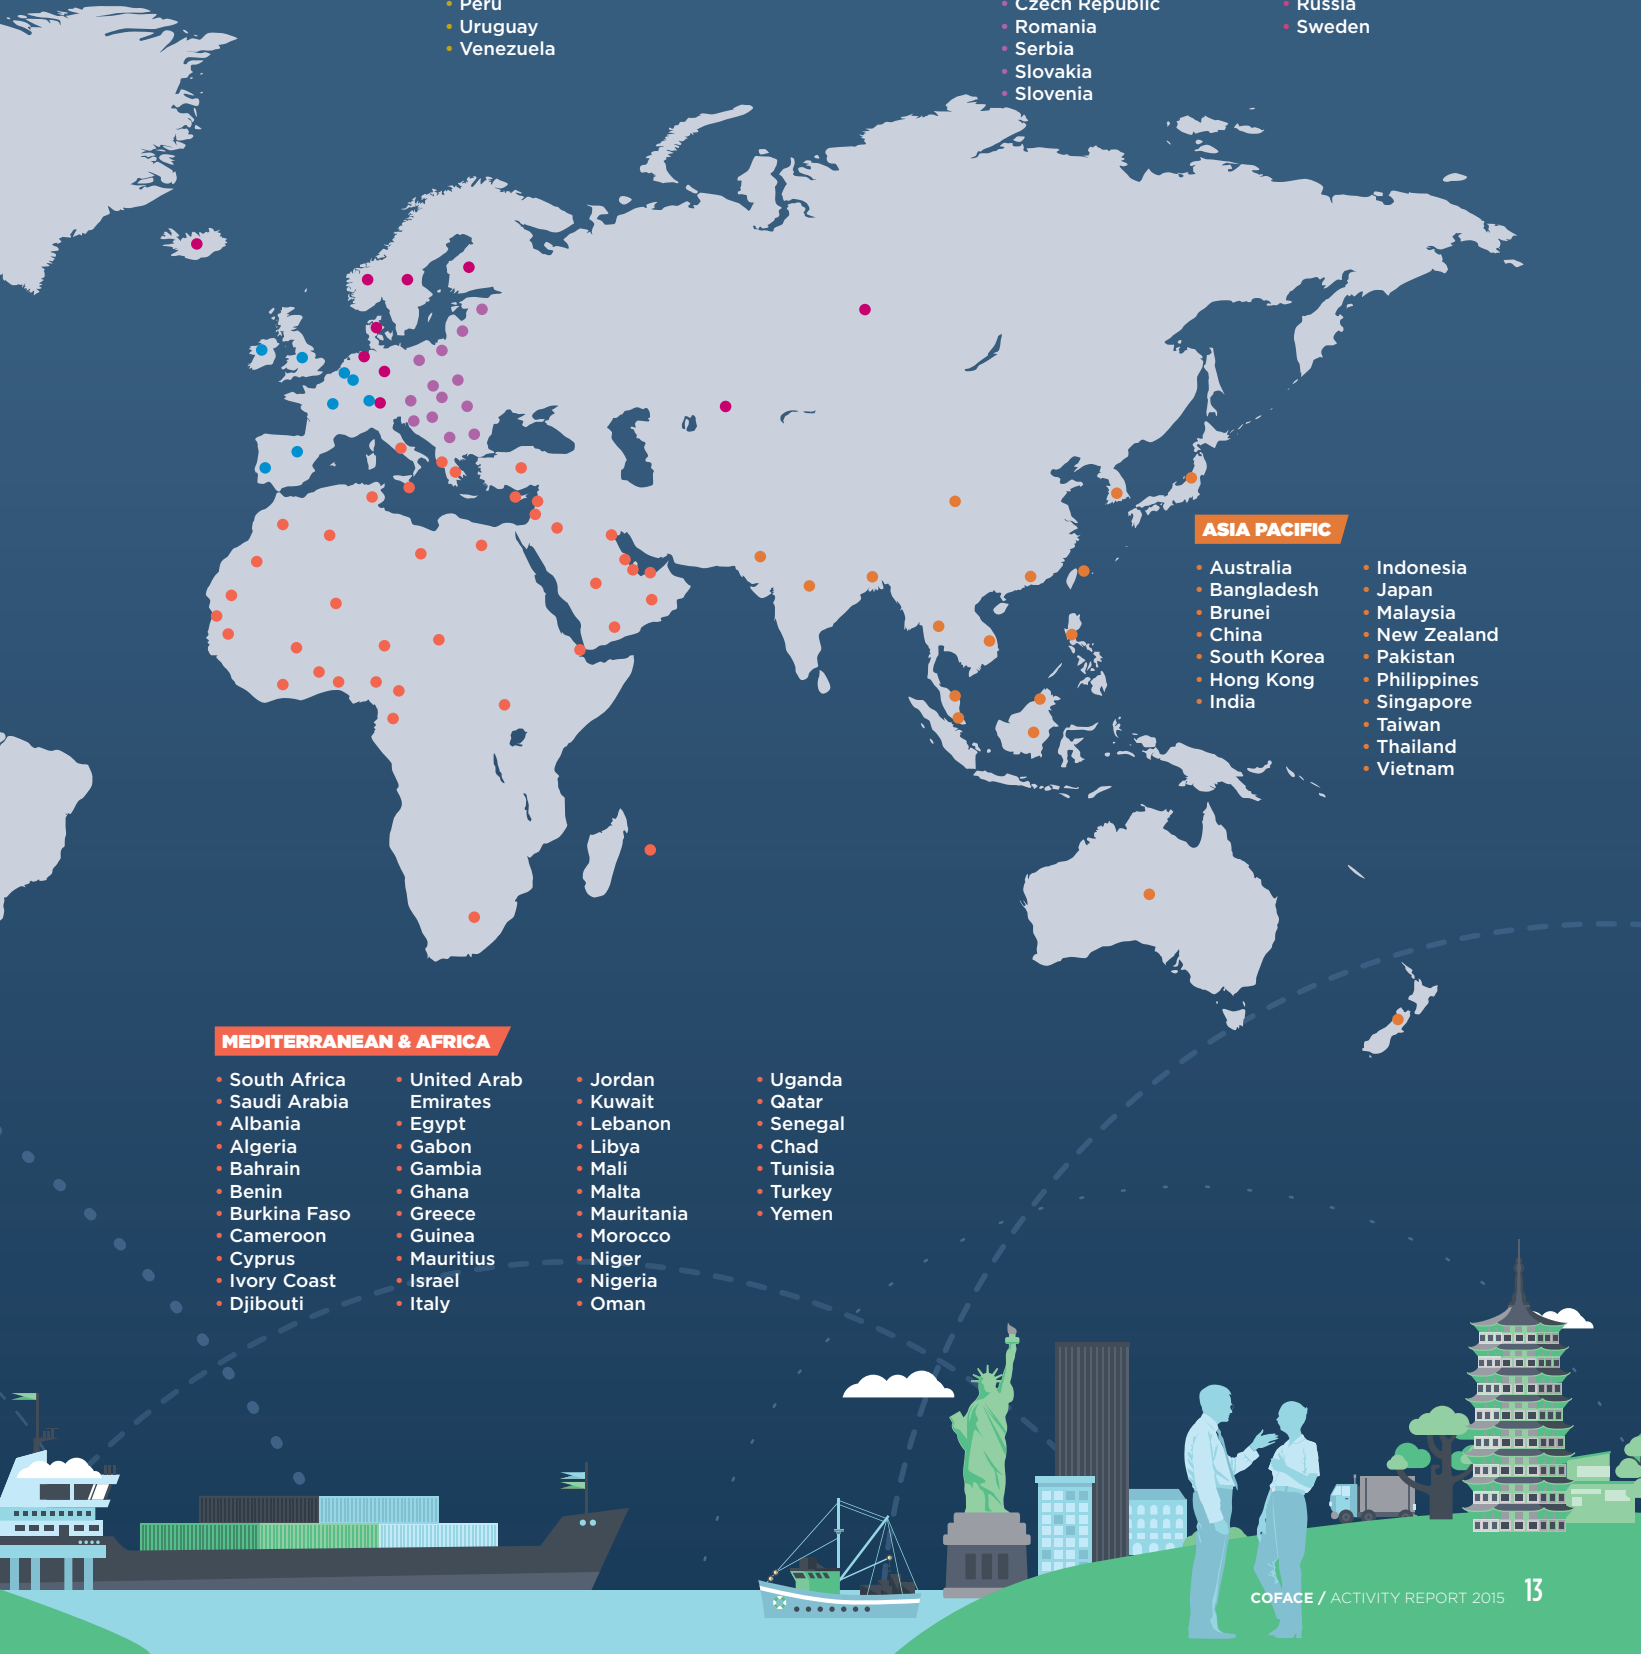 Peru
Uruguay
Venezuela
Czech Republic
Romania
Serbia
Slovakia
Slovenia
Russia
Sweden
ASIA PACIFIC
Australia
Bangladesh
Brunei
China
South Korea
Hong Kong
India
Indonesia
Japan
Malaysia
New Zealand
Pakistan
Philippines
Singapore
Taiwan
Thailand
Vietnam
MEDITERRANEAN & AFRICA
South Africa
Saudi Arabia
Albania
Algeria
Bahrain
Benin
Burkina Faso
Cameroon
Cyprus
Ivory Coast
Djibouti
United Arab
Emirates
Egypt
Gabon
Gambia
Ghana
Greece
Guinea
Mauritius
Israel
Italy
Jordan
Kuwait
Lebanon
Libya
Mali
Malta
Mauritania
Morocco
Niger
Nigeria
Oman
Uganda
Qatar
Senegal
Chad
Tunisia
Turkey
Yemen
COFACE / ACTIVITY REPORT 2015 13